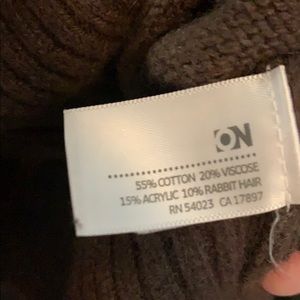 ON
55% COTTON 20% VISCOSE
15% ACRYLIC 10% RABBIT HAIR
RN 54023 CA 17897